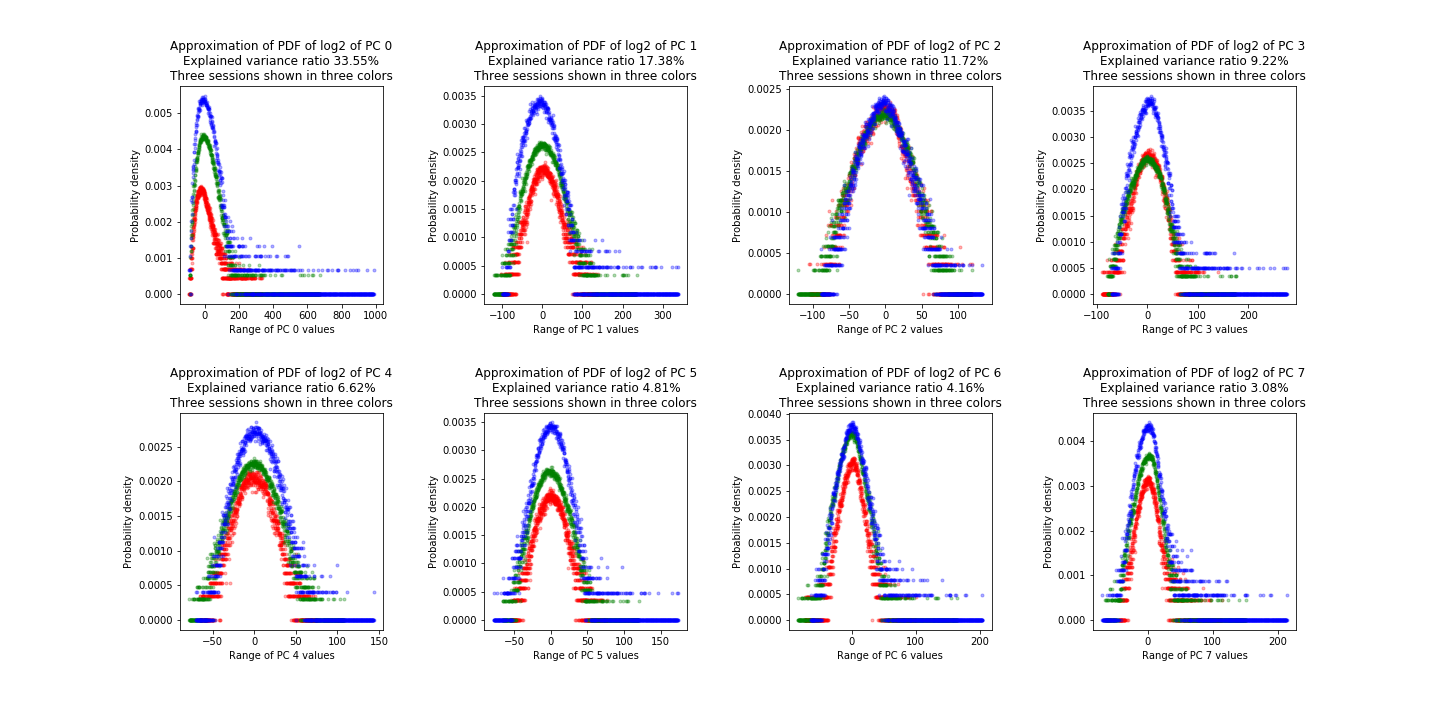 Approximation of PDF of log2 of PC 0
Explained variance ratio 33.55%
Three sessions shown in three colors
Probability density
0.005
0.004
0.003
0.002
0.001
0.000
0 200 400 600 800 1000
Range of PC 0 values
Approximation of PDF of log2 of PC 1
Explained variance ratio 17.38%
Three sessions shown in three colors
Probability density
0.0035
0.0030
0.0025
0.0020
0.0015
0.0010
0.0005
0.0000
−100 0 100 200 300
Range of PC 1 values
Approximation of PDF of log2 of PC 2
Explained variance ratio 11.72%
Three sessions shown in three colors
Probability density
0.0025
0.0020
0.0015
0.0010
0.0005
0.0000
−100 −50 0 50 100
Range of PC 2 values
Approximation of PDF of log2 of PC 3
Explained variance ratio 9.22%
Three sessions shown in three colors
Probability density
0.0035
0.0030
0.0025
0.0020
0.0015
0.0010
0.0005
0.0000
−100 0 100 200
Range of PC 3 values
Approximation of PDF of log2 of PC 4
Explained variance ratio 6.62%
Three sessions shown in three colors
Probability density
0.0025
0.0020
0.0015
0.0010
0.0005
0.0000
−50 0 50 100 150
Range of PC 4 values
Approximation of PDF of log2 of PC 5
Explained variance ratio 4.81%
Three sessions shown in three colors
Probability density
0.0035
0.0030
0.0025
0.0020
0.0015
0.0010
0.0005
0.0000
−50 0 50 100 150
Range of PC 5 values
Approximation of PDF of log2 of PC 6
Explained variance ratio 4.16%
Three sessions shown in three colors
Probability density
0.0040
0.0035
0.0030
0.0025
0.0020
0.0015
0.0010
0.0005
0.0000
0 100 200
Range of PC 6 values
Approximation of PDF of log2 of PC 7
Explained variance ratio 3.08%
Three sessions shown in three colors
Probability density
0.004
0.003
0.002
0.001
0.000
0 100 200
Range of PC 7 values